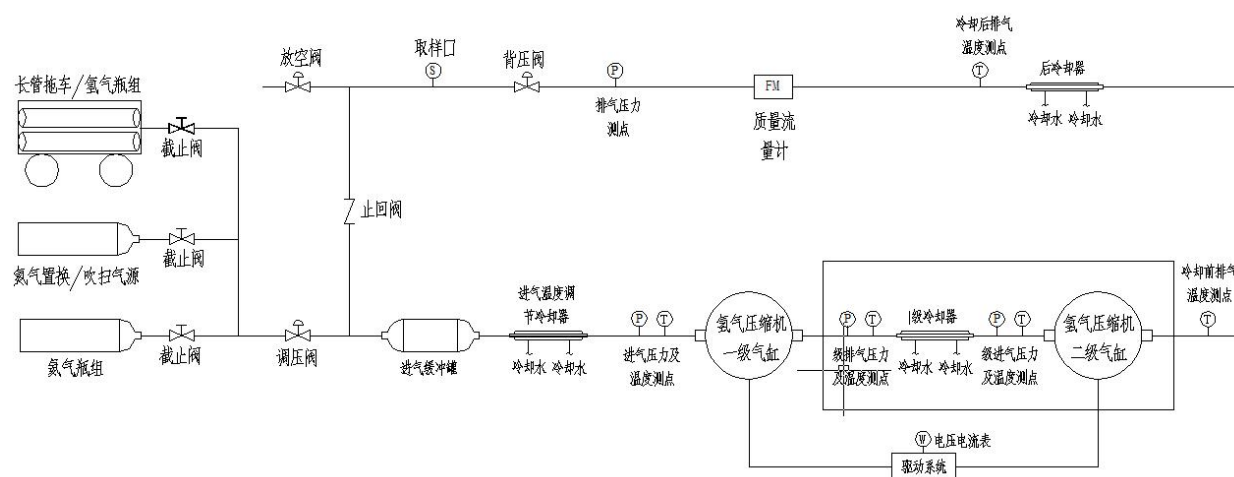 长管拖车/氢气瓶组
截止阀
氮气置换/吹扫气源
截止阀
氦气瓶组
截止阀
放空阀
取样口
S
背压阀
P
排气压力
测点
FM
质量流
量计
冷却后排气
温度测点
T
后冷却器
冷却水 冷却水
止回阀
调压阀
进气缓冲罐
进气温度调
节冷却器
冷却水 冷却水
P T
进气压力及
温度测点
氢气压缩机
一级气缸
P T
级排气压力
及温度测点
I级冷却器
冷却水 冷却水
P T
级进气压力
及温度测点
氢气压缩机
二级气缸
冷却前排气
温度测点
T
W 电压电流表
驱动系统